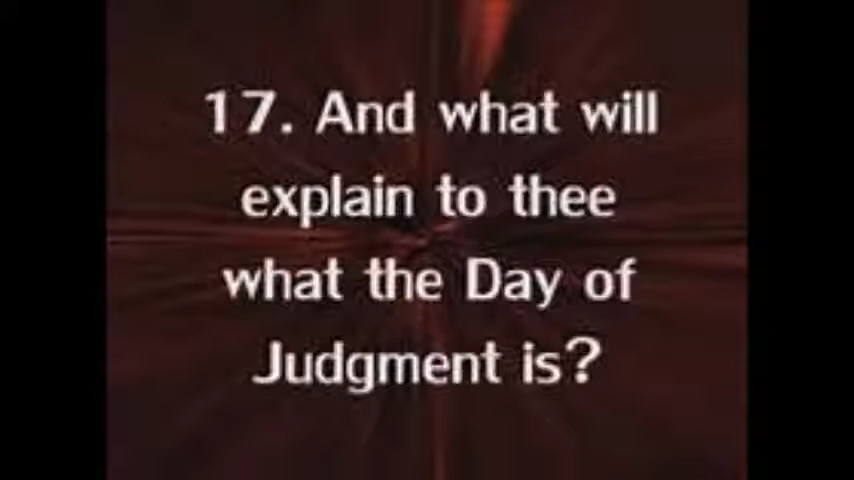 17. And what will
explain to thee
what the Day of
Judgment is?